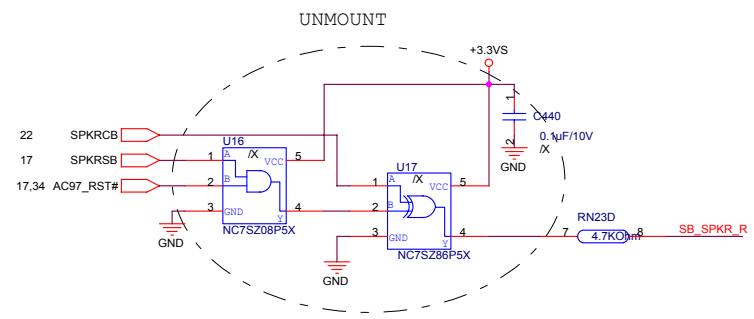 UNMOUNT
+3.3VS
1
C440
22 SPKRCB
0.1uF/10V
2
/X
GND
U16
/X
17 SPKRSB
1 A VCC 5
17,34 AC97_RST#
2 B
3 GND Y 4
NC7SZ08P5X
GND
U17
/X
1 A VCC 5
2 B
3 GND Y 4
NC7SZ86P5X
GND
RN23D
7 4.7KOhm 8
SB_SPKR_R